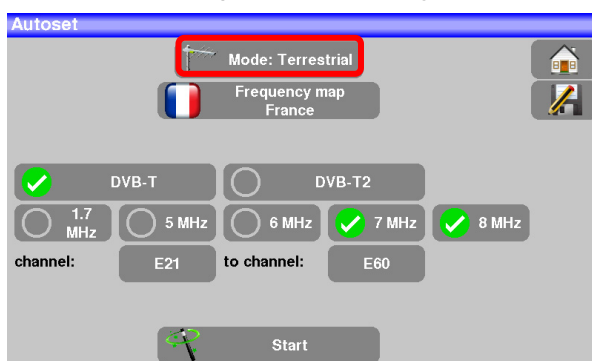 Autoset
Mode: Terrestrial
Frequency map
France
DVB-T
DVB-T2
1.7
MHz
5 MHz
6 MHz
7 MHz
8 MHz
channel:
E21
to channel:
E60
Start